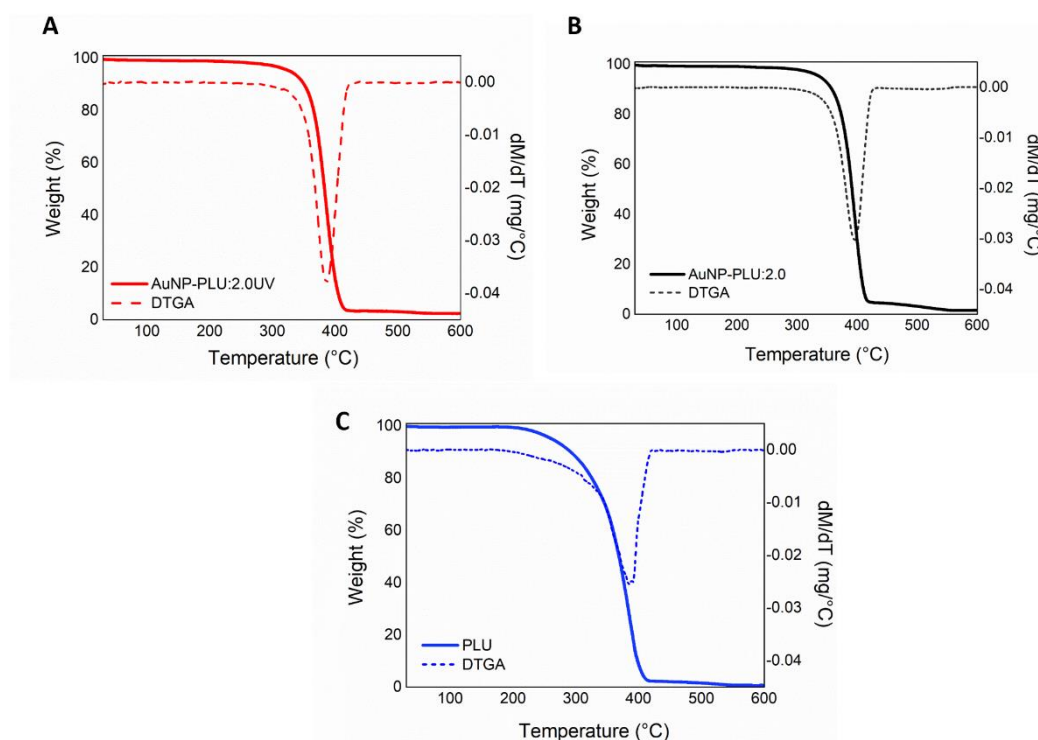 A
100
80
60
40
20
0
Weight (%)
0.00
-0.01
-0.02
-0.03
-0.04
dM/dT (mg/°C)
AuNP-PLU:2.0UV
DTGA
100 200 300 400 500 600
Temperature (°C)
B
100
80
60
40
20
0
Weight (%)
0.00
-0.01
-0.02
-0.03
-0.04
dM/dT (mg/°C)
AuNP-PLU:2.0
DTGA
100 200 300 400 500 600
Temperature (°C)
C
100
80
60
40
20
0
Weight (%)
0.00
-0.01
-0.02
-0.03
-0.04
dM/dT (mg/°C)
PLU
DTGA
100 200 300 400 500 600
Temperature (°C)